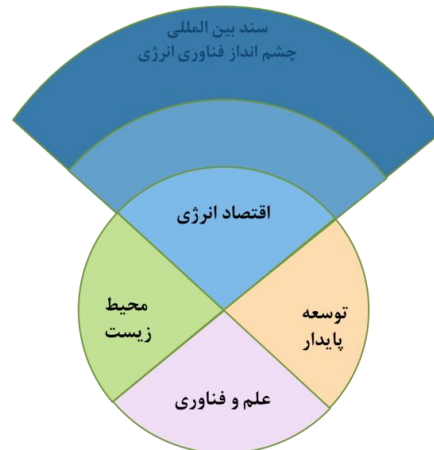 سند بین المللی
چشم انداز فناوری انرژی
اقتصاد انرژی
توسعه
پایدار
محیط
زیست
علم و فناوری